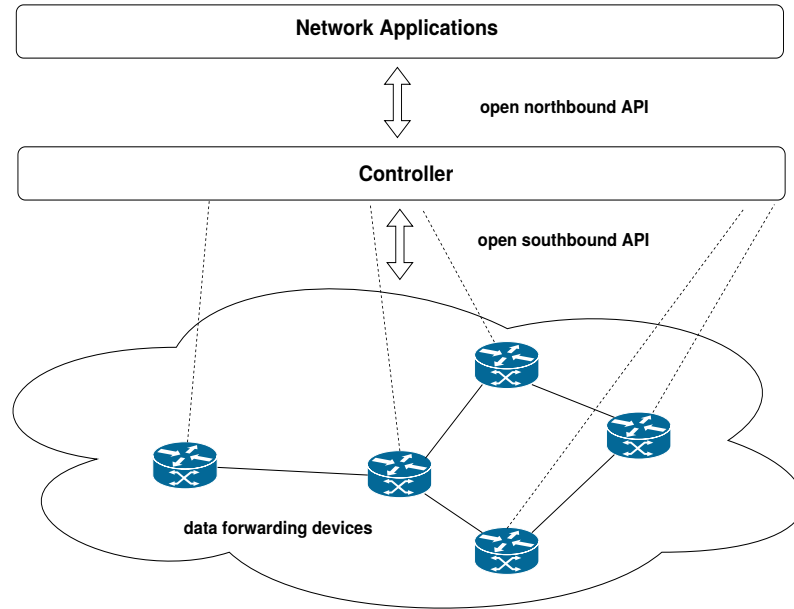 Network Applications
open northbound API
Controller
open southbound API
data forwarding devices